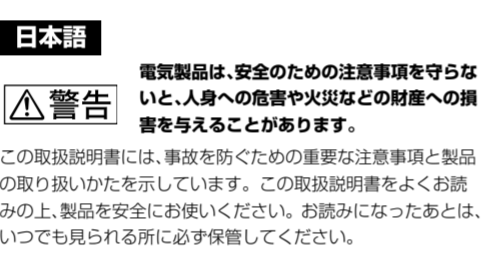 日本語
電気製品は、安全のための注意事項を守らな
いと、人身への危害や火災などの財産への損
害を与えることがあります。
警告
この取扱説明書には、事故を防ぐための重要な注意事項と製品
の取り扱いかたを示しています。この取扱説明書をよくお読
みの上、製品を安全にお使いください。お読みになったあとは、
いつでも見られる所に必ず保管してください。